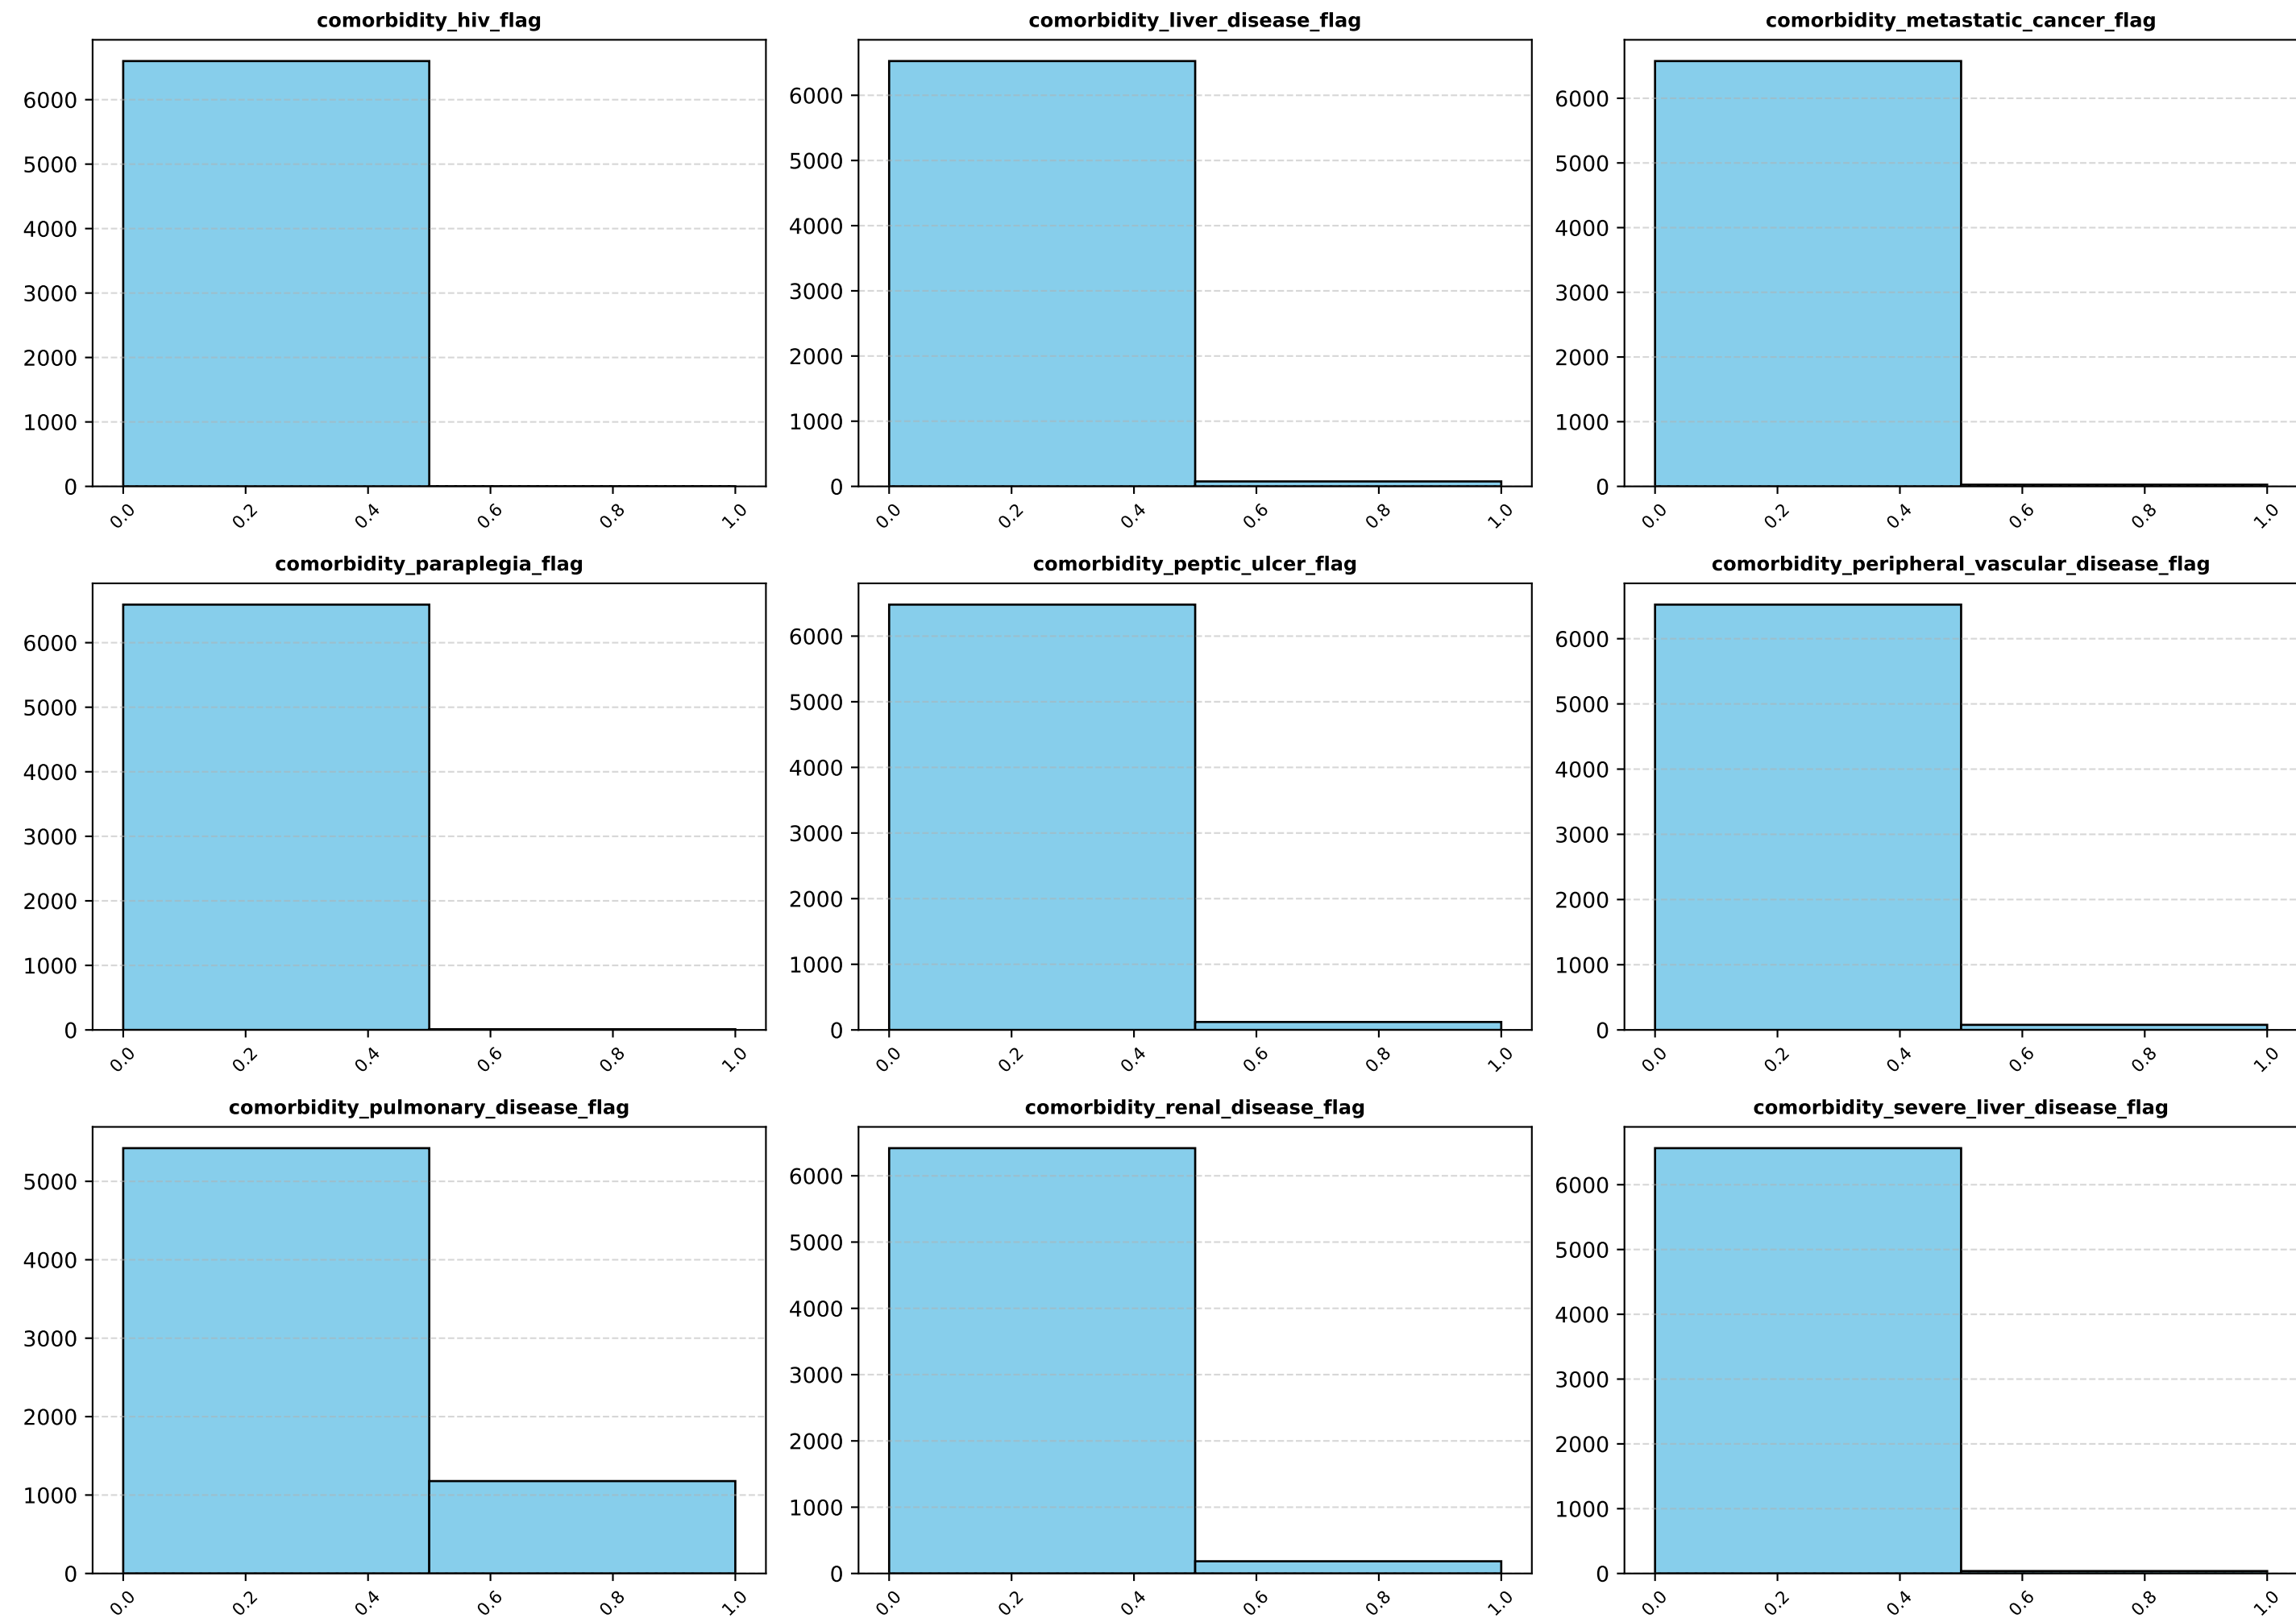 comorbidity_hiv_flag comorbidity_liver_disease_flag comorbidity_metastatic_cancer_flag
6000 6000 6000
5000 5000 5000
4000 4000 4000
3000 3000 3000
2000 2000 2000
1000 1000 1000
0 0 0
0.0 0.2 0.4 0.6 0.8 1.0 0.0 0.2 0.4 0.6 0.8 1.0 0.0 0.2 0.4 0.6 0.8 1.0
comorbidity_paraplegia_flag comorbidity_peptic_ulcer_flag comorbidity_peripheral_vascular_disease_flag
6000 6000 6000
5000 5000 5000
4000 4000 4000
3000 3000 3000
2000 2000 2000
1000 1000 1000
0 0 0
0.0 0.2 0.4 0.6 0.8 1.0 0.0 0.2 0.4 0.6 0.8 1.0 0.0 0.2 0.4 0.6 0.8 1.0
comorbidity_pulmonary_disease_flag comorbidity_renal_disease_flag comorbidity_severe_liver_disease_flag
6000 6000
5000 5000 5000
4000 4000 4000
3000 3000 3000
2000 2000 2000
1000 1000 1000
0 0 0
0.0 0.2 0.4 0.6 0.8 1.0 0.0 0.2 0.4 0.6 0.8 1.0 0.0 0.2 0.4 0.6 0.8 1.0